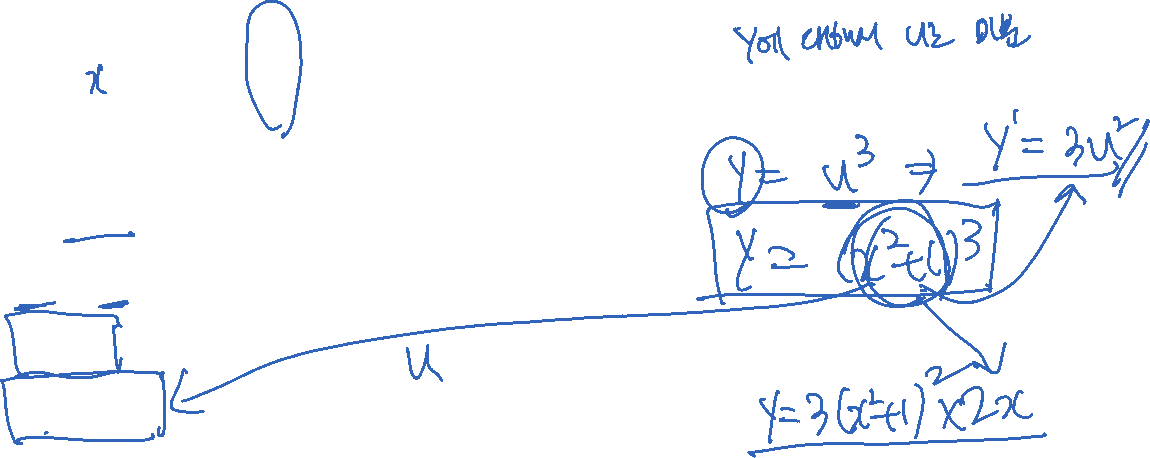 x
y = u³ ⇒ y' = 3u²
y = (x²+1)³
u
y = 3(x²+1)² × 2x